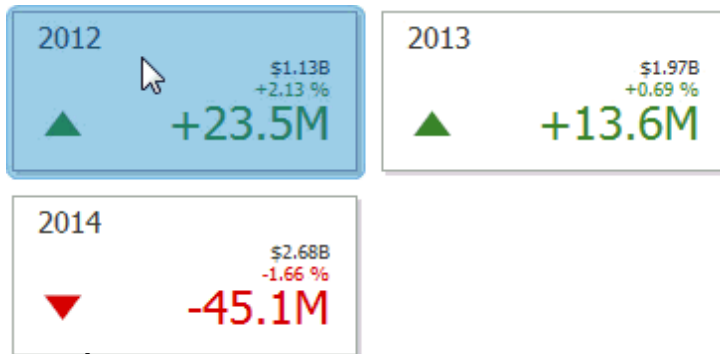 2012
$1.13B
+2.13 %
+23.5M
2013
$1.97B
+0.69 %
+13.6M
2014
$2.68B
-1.66 %
-45.1M